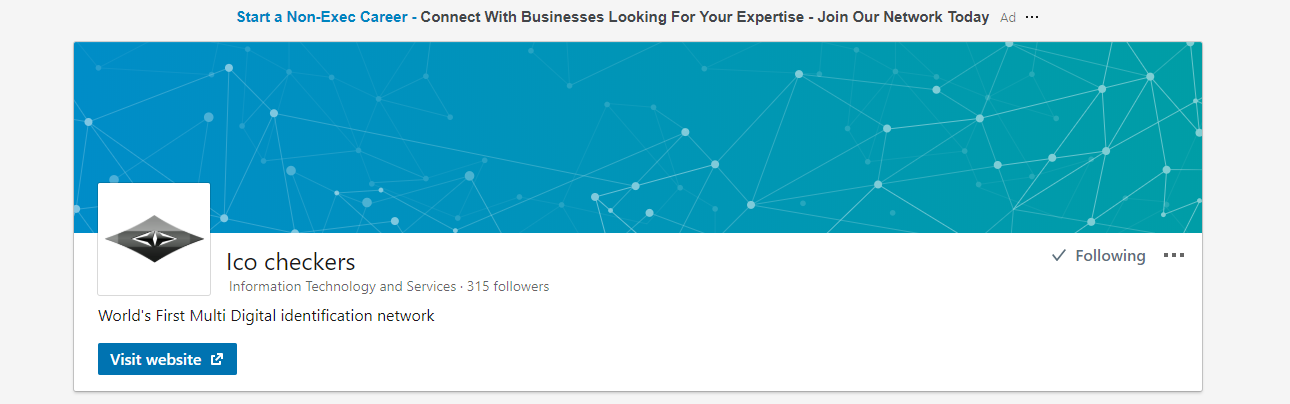 Start a Non-Exec Career - Connect With Businesses Looking For Your Expertise - Join Our Network Today Ad ···
Ico checkers
Following
Information Technology and Services · 315 followers
World's First Multi Digital identification network
Visit website